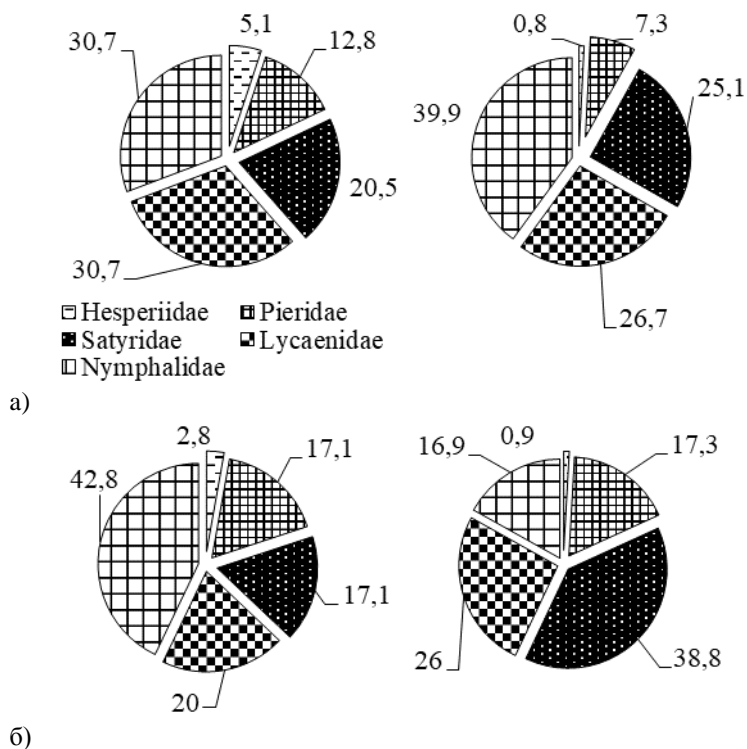 30,7 5,1 12,8 0,8 7,3
39,9 25,1
20,5
30,7 26,7
Hesperiidae Pieridae
Satyridae Lycaenidae
Nymphalidae
а)
2,8 17,1 16,9 0,9 17,3
42,8
17,1
20 26 38,8
б)